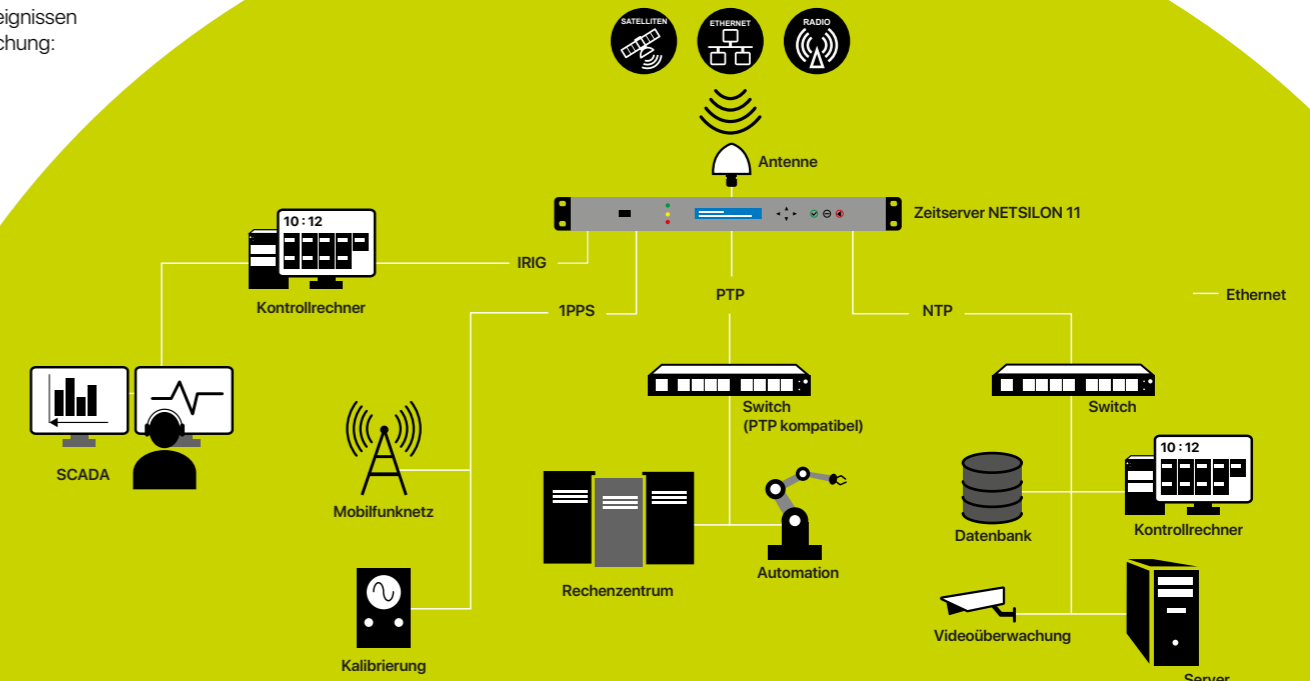 eignissen
chung:
SATELLITEN
ETHERNET
RADIO
Antenne
Zeitserver NETSILON 11
10:12
Kontrollrechner
IRIG
1PPS
PTP
NTP
Ethernet
SCADA
Mobilfunknetz
Kalibrierung
Switch
(PTP kompatibel)
Rechenzentrum
Automation
Switch
Datenbank
10:12
Kontrollrechner
Videoüberwachung
Server